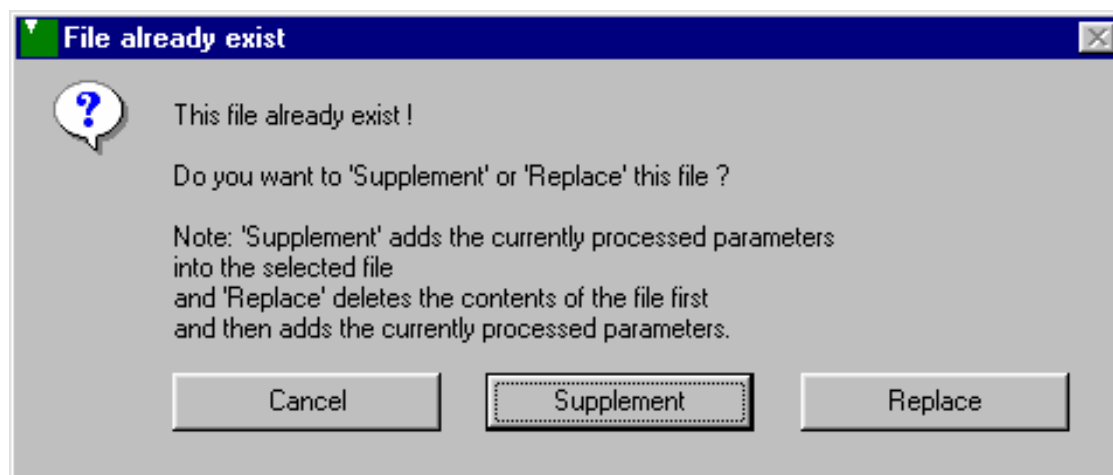 File already exist
This file already exist !
Do you want to 'Supplement' or 'Replace' this file ?
Note: 'Supplement' adds the currently processed parameters
into the selected file
and 'Replace' deletes the contents of the file first
and then adds the currently processed parameters.
Cancel Supplement Replace